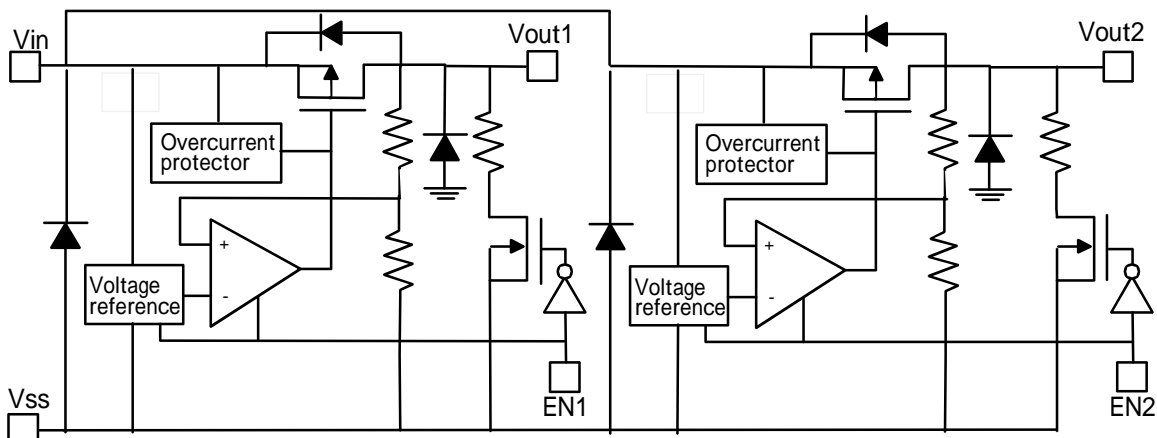 Vin
Vout1
Vout2
Overcurrent
protector
Overcurrent
protector
+
+
Voltage
reference
-
Voltage
reference
-
Vss
EN1
EN2